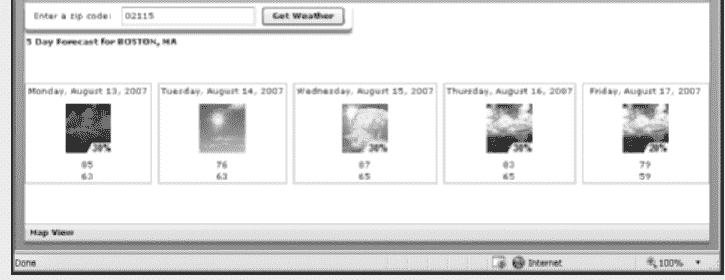 Enter a zip code: 02115 Get Weather
5 Day Forecast for BOSTON, MA
Monday, August 13, 2007 Tuesday, August 14, 2007 Wednesday, August 15, 2007 Thursday, August 16, 2007 Friday, August 17, 2007
30% 30% 30% 20%
85 76 87 83 79
63 63 65 65 59
Map View
Done Internet 100%